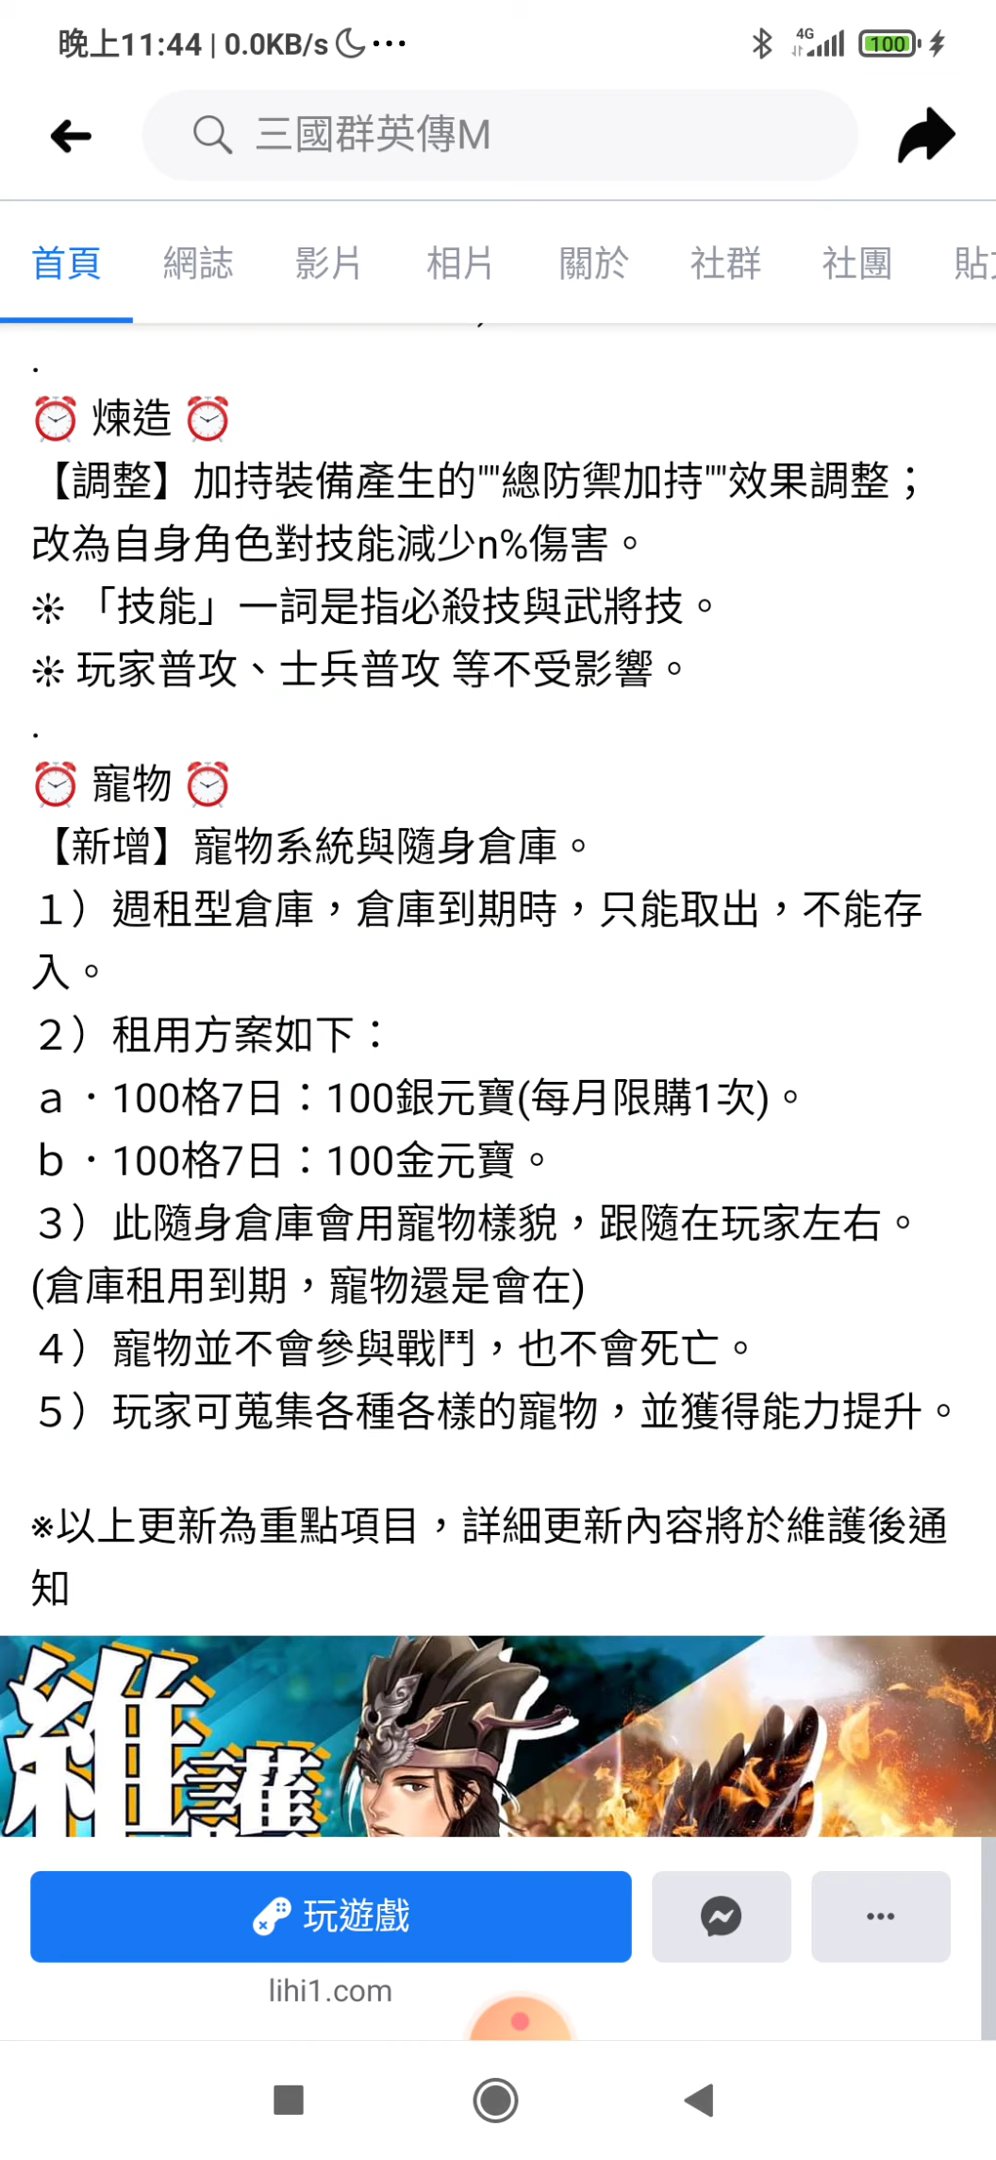 晚上11:44 | 0.0KB/s
4G
100
三國群英傳M
首頁 網誌 影片 相片 關於 社群 社團 貼
.
⏰ 煉造 ⏰
【調整】加持裝備產生的""總防禦加持""效果調整；
改為自身角色對技能減少n%傷害。
❊ 「技能」一詞是指必殺技與武將技。
❊ 玩家普攻、士兵普攻 等不受影響。
.
⏰ 寵物 ⏰
【新增】寵物系統與隨身倉庫。
１）週租型倉庫，倉庫到期時，只能取出，不能存
入。
２）租用方案如下：
ａ．100格7日：100銀元寶(每月限購1次)。
ｂ．100格7日：100金元寶。
３）此隨身倉庫會用寵物樣貌，跟隨在玩家左右。
(倉庫租用到期，寵物還是會在)
４）寵物並不會參與戰鬥，也不會死亡。
５）玩家可蒐集各種各樣的寵物，並獲得能力提升。
※以上更新為重點項目，詳細更新內容將於維護後通
知
維護
玩遊戲
lihi1.com